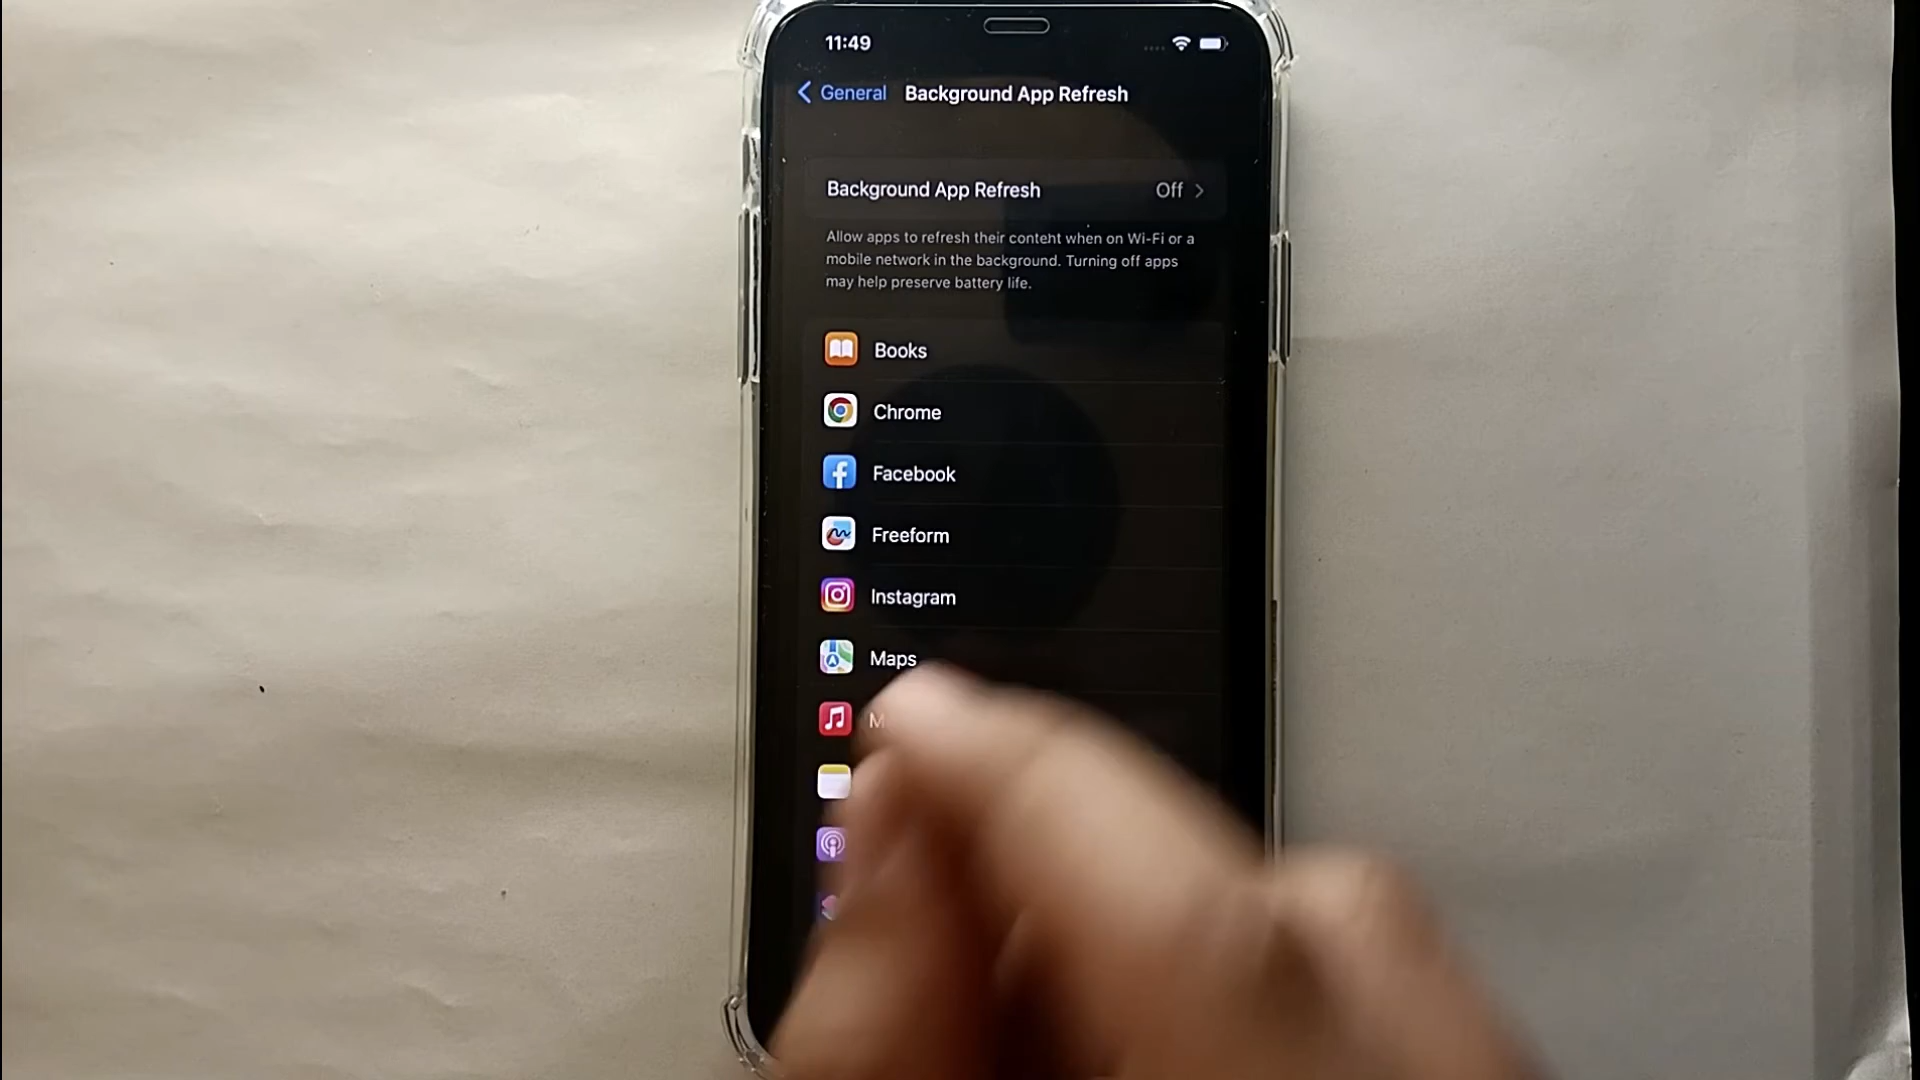 11:49
General Background App Refresh
Background App Refresh Off
Allow apps to refresh their content when on Wi-Fi or a
mobile network in the background. Turning off apps
may help preserve battery life.
Books
Chrome
Facebook
Freeform
Instagram
Maps